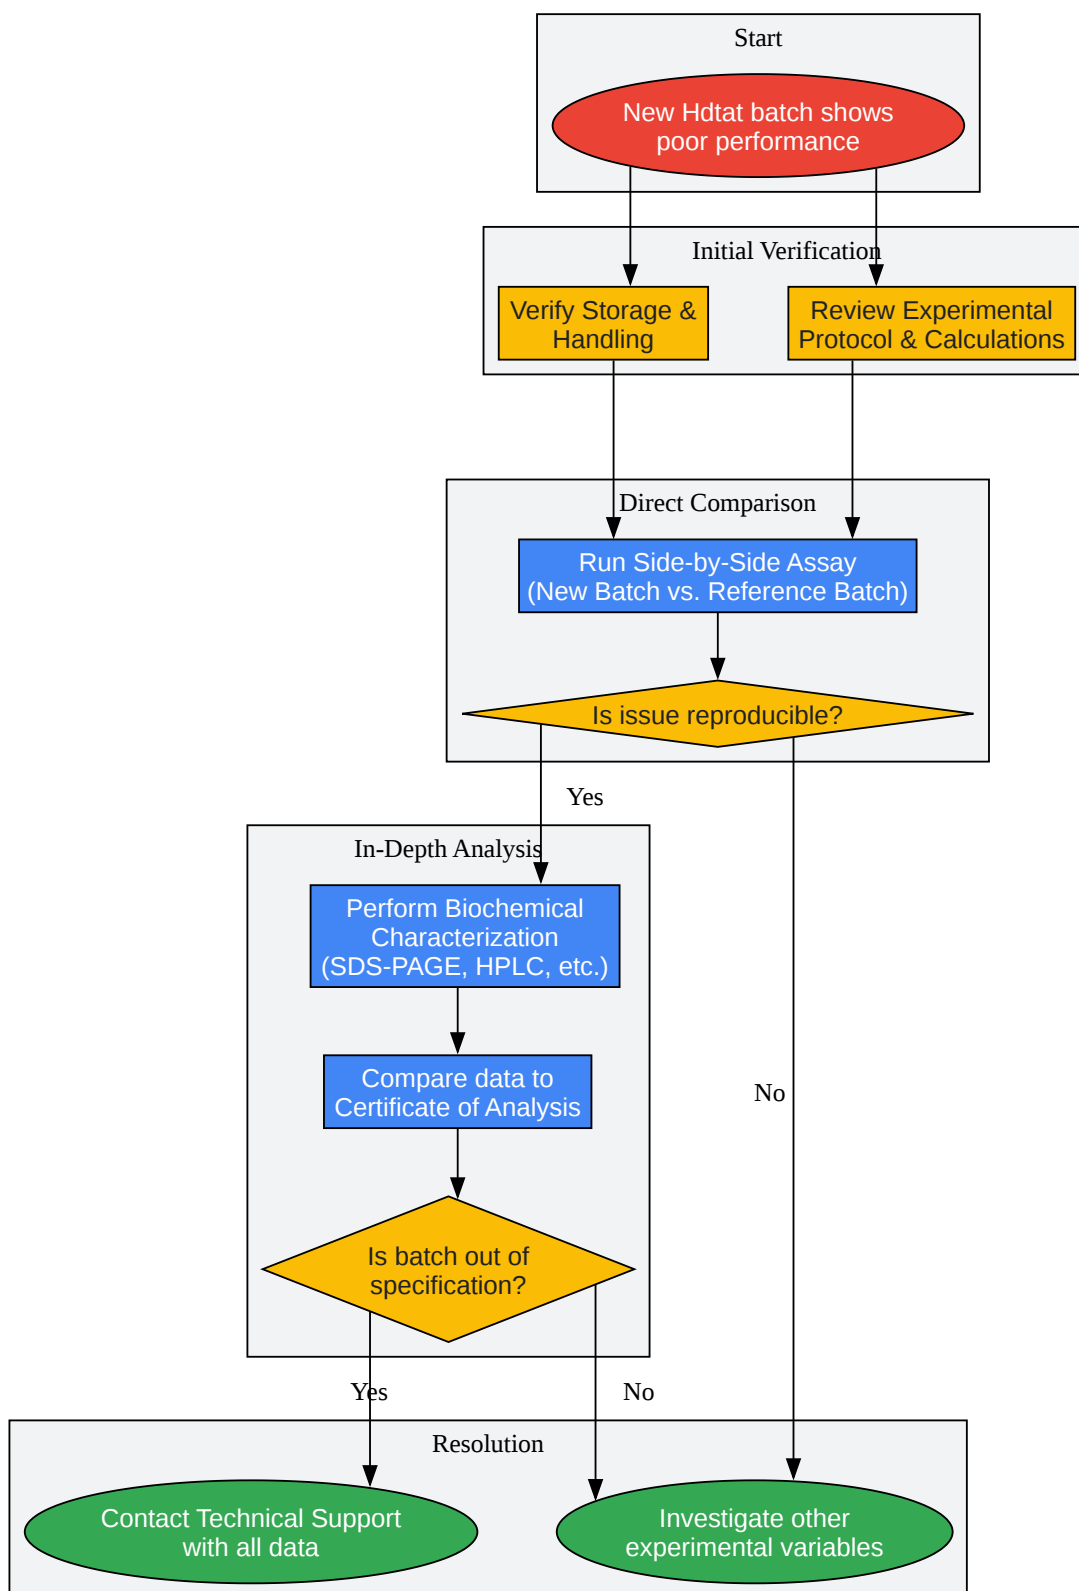 Start
New Hdtat batch shows
poor performance
Initial Verification
Verify Storage &
Handling
Review Experimental
Protocol & Calculations
Direct Comparison
Run Side-by-Side Assay
(New Batch vs. Reference Batch)
Is issue reproducible?
Yes
In-Depth Analysis
Perform Biochemical
Characterization
(SDS-PAGE, HPLC, etc.)
Compare data to
Certificate of Analysis
No
Is batch out of
specification?
Yes
No
Resolution
Contact Technical Support
with all data
Investigate other
experimental variables